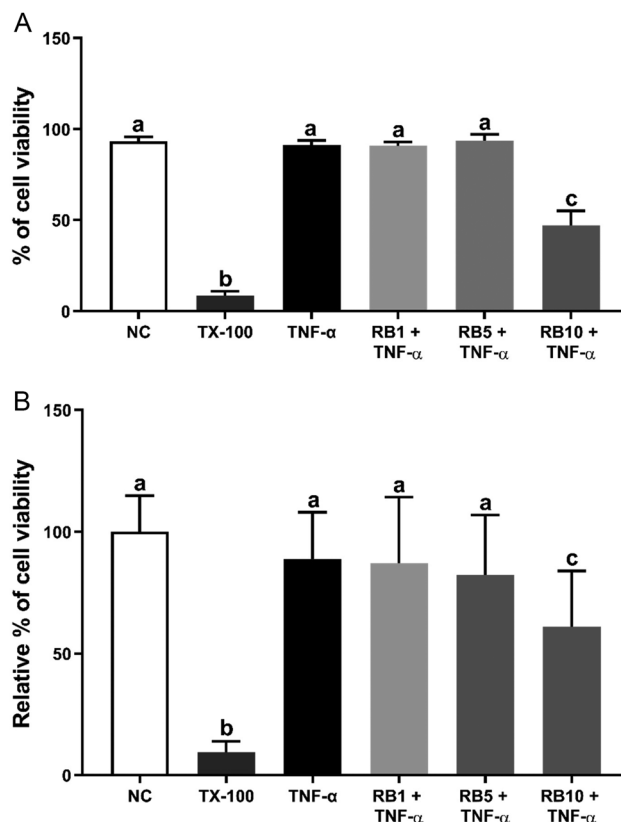 A
% of cell viability
150
100
50
0
a
b
a
a
a
c
NC
TX-100
TNF-α
RB1 +
TNF-α
RB5 +
TNF-α
RB10 +
TNF-α
B
Relative % of cell viability
150
100
50
0
a
b
a
a
a
c
NC
TX-100
TNF-α
RB1 +
TNF-α
RB5 +
TNF-α
RB10 +
TNF-α